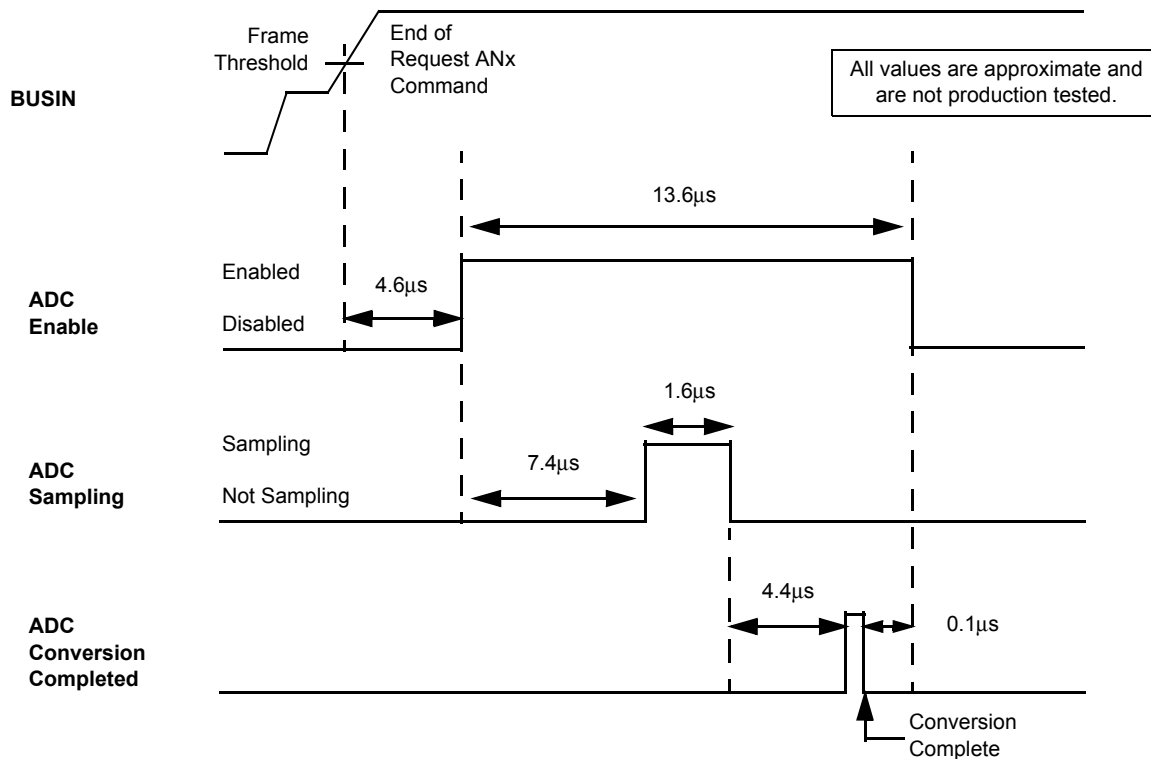 Frame
Threshold
End of
Request ANx
Command
All values are approximate and
are not production tested.
BUSIN
13.6μs
Enabled
4.6μs
ADC
Enable
Disabled
1.6μs
Sampling
7.4μs
ADC
Sampling
Not Sampling
4.4μs
0.1μs
ADC
Conversion
Completed
Conversion
Complete